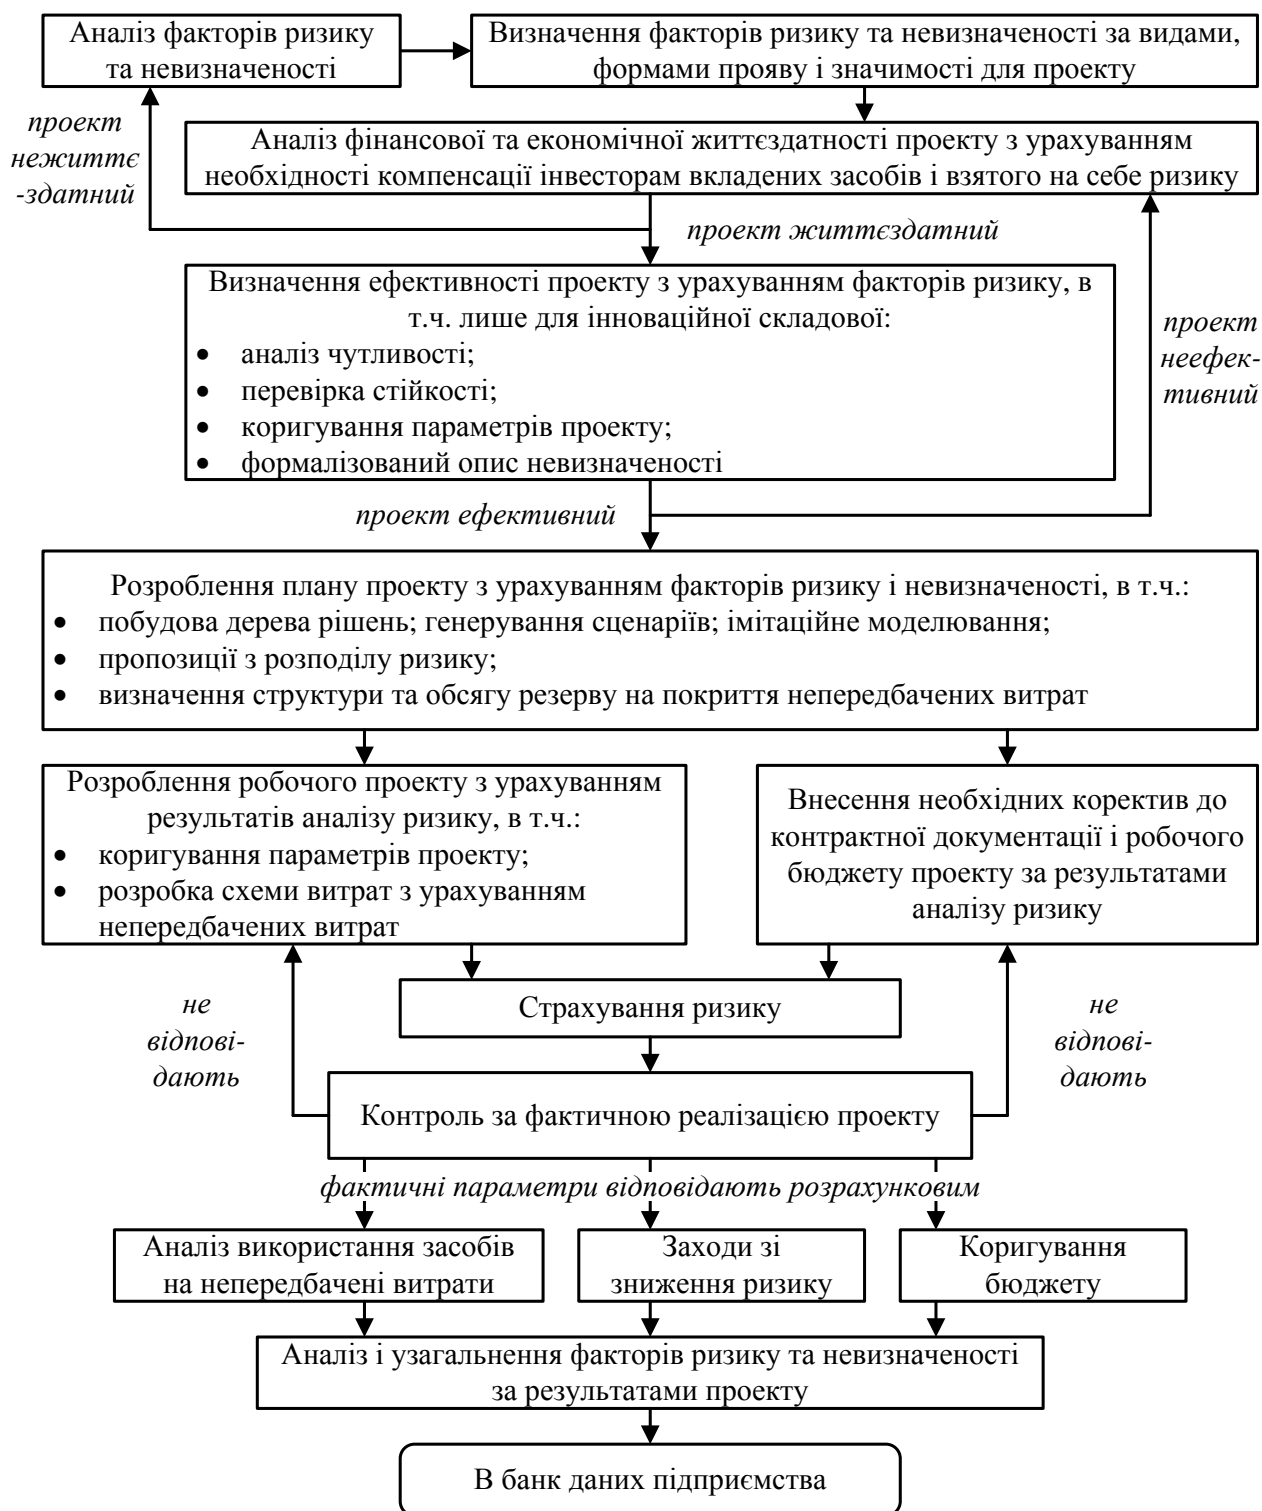 Аналіз факторів ризику
та невизначеності
Визначення факторів ризику та невизначеності за видами,
формами прояву і значимості для проекту
проект
нежиттє
-здатний
Аналіз фінансової та економічної життєздатності проекту з урахуванням
необхідності компенсації інвесторам вкладених засобів і взятого на себе ризику
проект життєздатний
Визначення ефективності проекту з урахуванням факторів ризику, в
т.ч. лише для інноваційної складової:
• аналіз чутливості;
• перевірка стійкості;
• коригування параметрів проекту;
• формалізований опис невизначеності
проект
неефек-
тивний
проект ефективний
Розроблення плану проекту з урахуванням факторів ризику і невизначеності, в т.ч.:
• побудова дерева рішень; генерування сценаріїв; імітаційне моделювання;
• пропозиції з розподілу ризику;
• визначення структури та обсягу резерву на покриття непередбачених витрат
Розроблення робочого проекту з урахуванням
результатів аналізу ризику, в т.ч.:
• коригування параметрів проекту;
• розробка схеми витрат з урахуванням
непередбачених витрат
Внесення необхідних коректив до
контрактної документації і робочого
бюджету проекту за результатами
аналізу ризику
Страхування ризику
не
відпові-
дають
не
відпові-
дають
Контроль за фактичною реалізацією проекту
фактичні параметри відповідають розрахунковим
Аналіз використання засобів
на непередбачені витрати
Заходи зі
зниження ризику
Коригування
бюджету
Аналіз і узагальнення факторів ризику та невизначеності
за результатами проекту
В банк даних підприємства